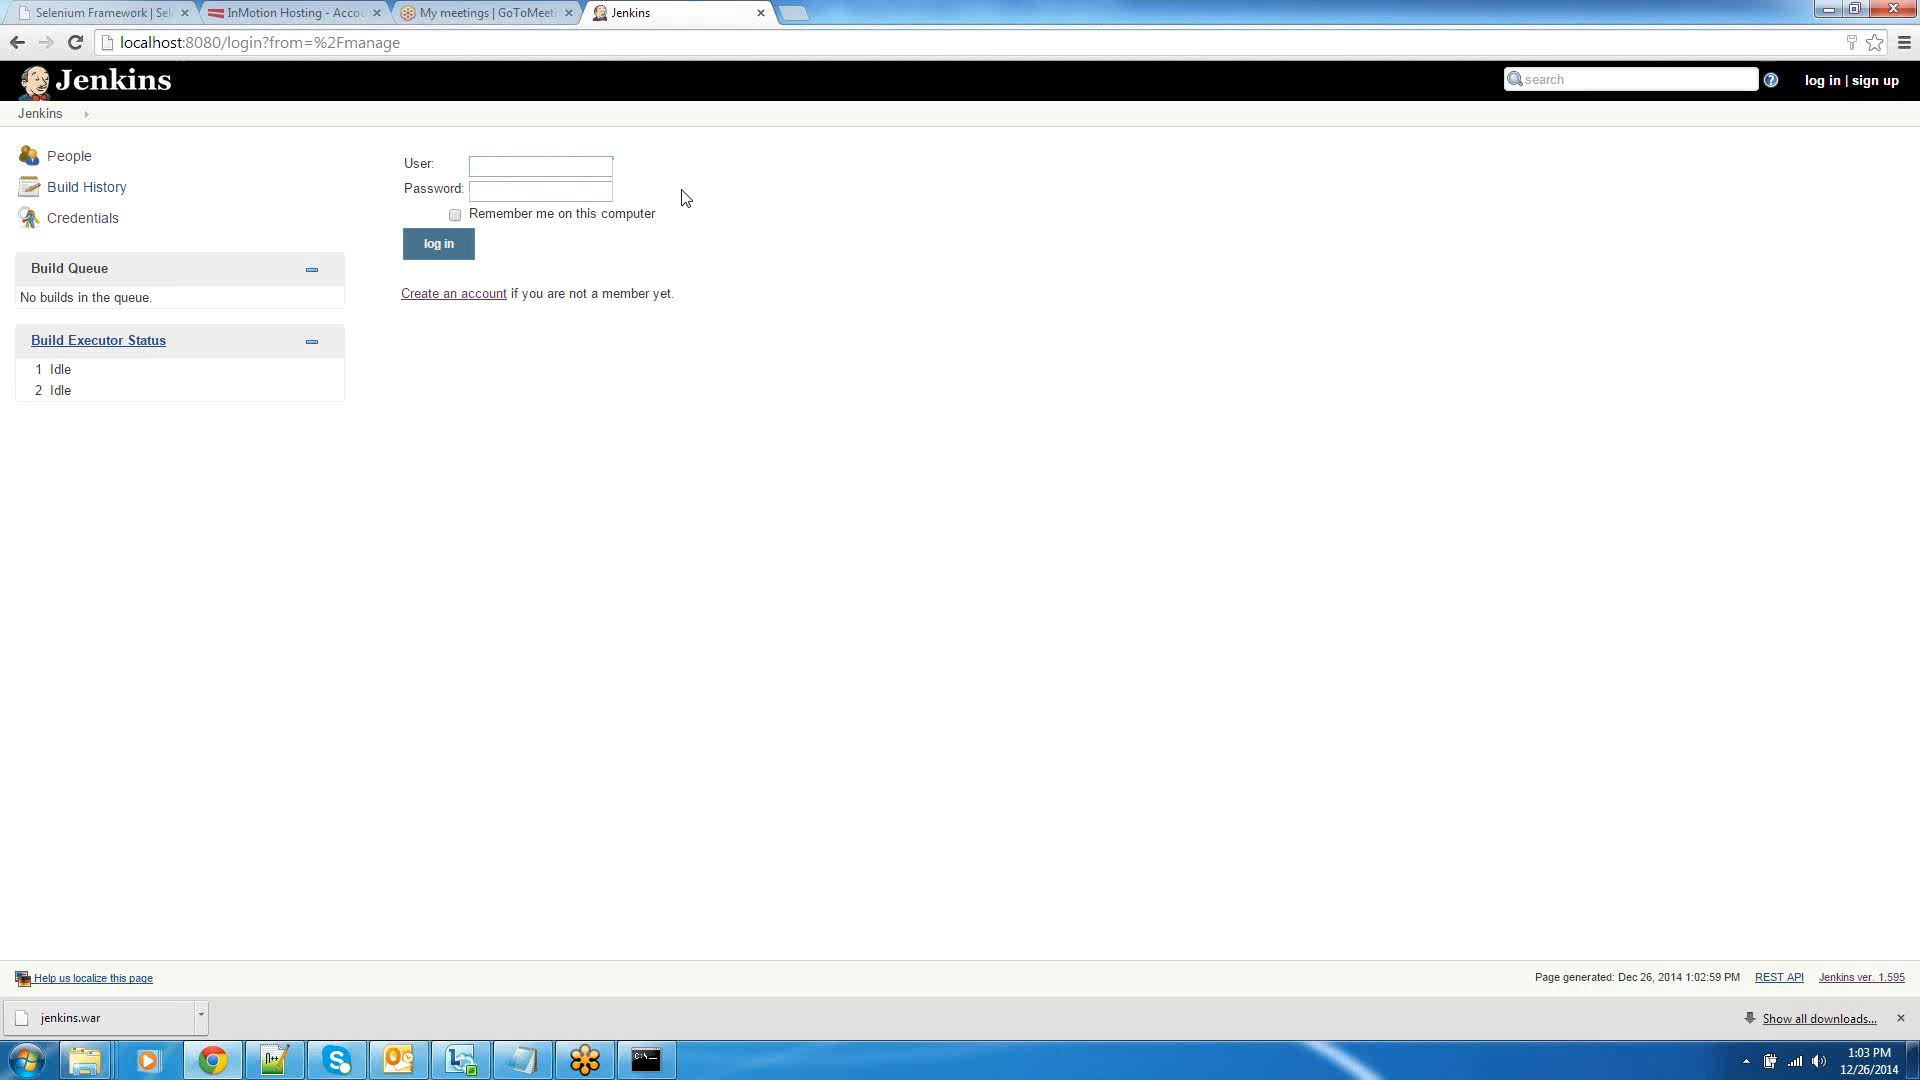 Selenium Framework | Sel
InMotion Hosting - Accou
My meetings | GoToMeeti
Jenkins
localhost:8080/login?from=%2Fmanage
Jenkins
search
log in | sign up
Jenkins
People
Build History
Credentials
Build Queue
No builds in the queue.
Build Executor Status
1 Idle
2 Idle
User:
Password:
Remember me on this computer
log in
Create an account if you are not a member yet.
Help us localize this page
Page generated: Dec 26, 2014 1:02:59 PM
REST API
Jenkins ver. 1.595
jenkins.war
Show all downloads...
1:03 PM
12/26/2014